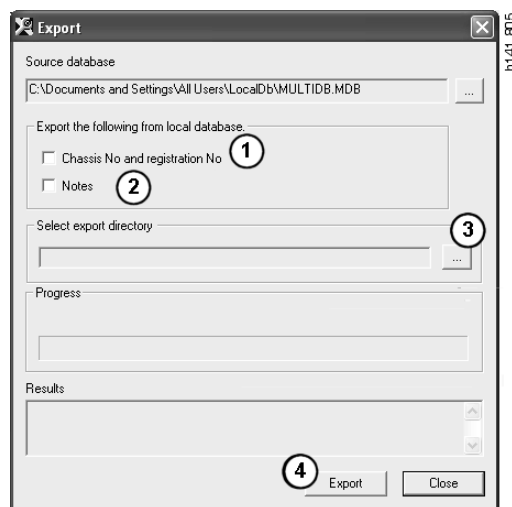 Export
Source database
C:\Documents and Settings\All Users\LocalDb\MULTIDB.MDB
...
Export the following from local database.
Chassis No and registration No
1
Notes
2
Select export directory
3
...
Progress
Results
4
Export
Close
b141 805